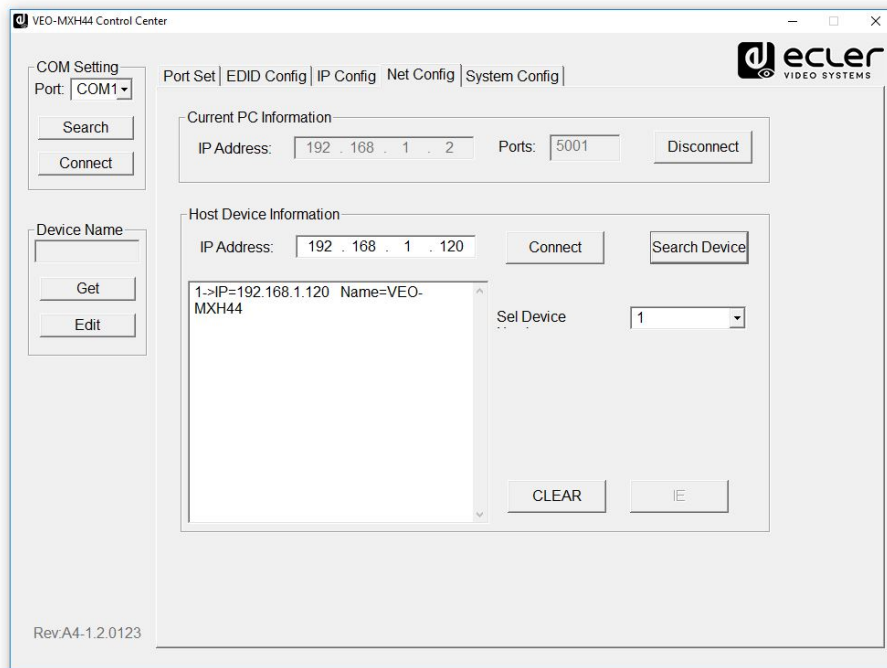 VEO-MXH44 Control Center
ecler
VIDEO SYSTEMS
COM Setting
Port: COM1
Search
Connect
Device Name
Get
Edit
Rev:A4-1.2.0123
Port Set EDID Config IP Config Net Config System Config
Current PC Information
IP Address: 192 . 168 . 1 . 2 Ports: 5001 Disconnect
Host Device Information
IP Address: 192 . 168 . 1 . 120 Connect Search Device
1->IP=192.168.1.120 Name=VEO-
MXH44
Sel Device
1
CLEAR IE